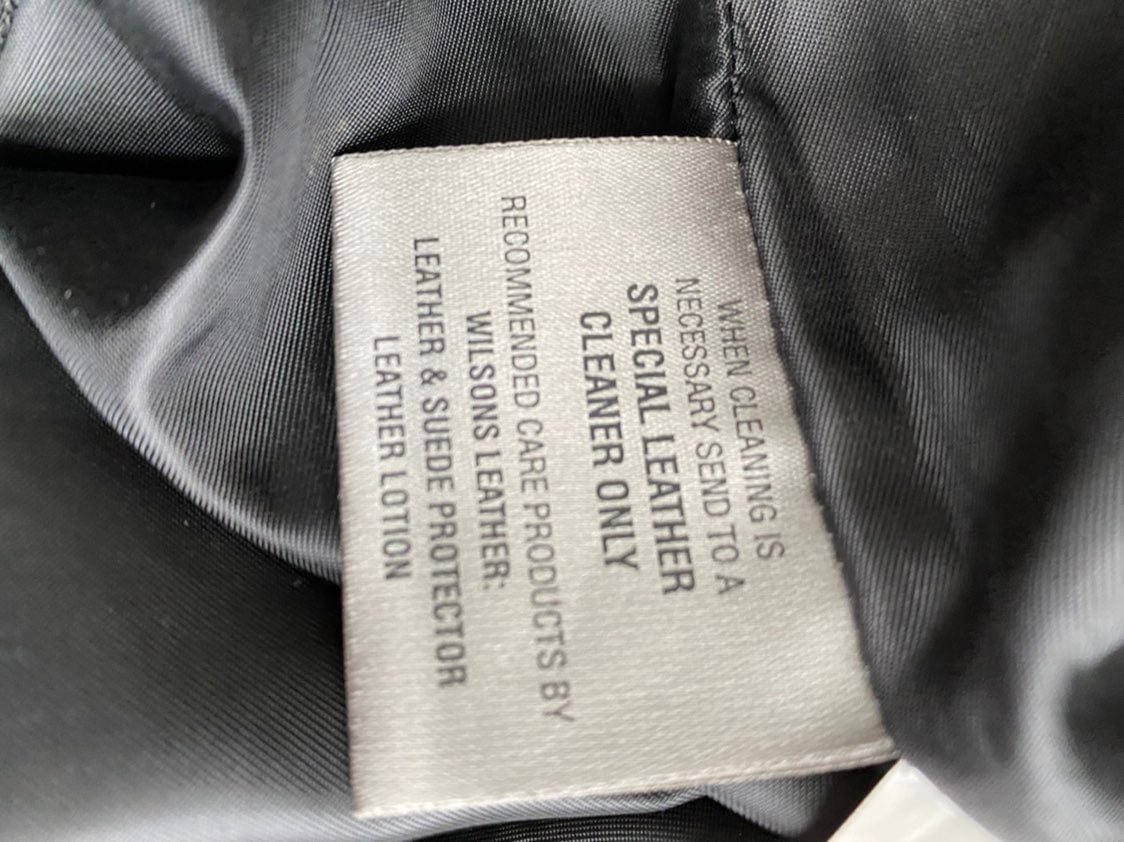 WHEN CLEANING IS
NECESSARY SEND TO A
SPECIAL LEATHER
CLEANER ONLY
RECOMMENDED CARE PRODUCTS BY
WILSONS LEATHER:
LEATHER & SUEDE PROTECTOR
LEATHER LOTION